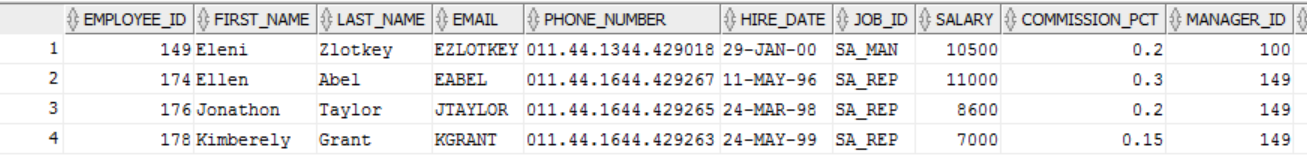 EMPLOYEE_ID FIRST_NAME LAST_NAME EMAIL PHONE_NUMBER HIRE_DATE JOB_ID SALARY COMMISSION_PCT MANAGER_ID
1 149 Eleni Zlotkey EZLOTKEY 011.44.1344.429018 29-JAN-00 SA_MAN 10500 0.2 100
2 174 Ellen Abel EABEL 011.44.1644.429267 11-MAY-96 SA_REP 11000 0.3 149
3 176 Jonathon Taylor JTAYLOR 011.44.1644.429265 24-MAR-98 SA_REP 8600 0.2 149
4 178 Kimberely Grant KGRANT 011.44.1644.429263 24-MAY-99 SA_REP 7000 0.15 149